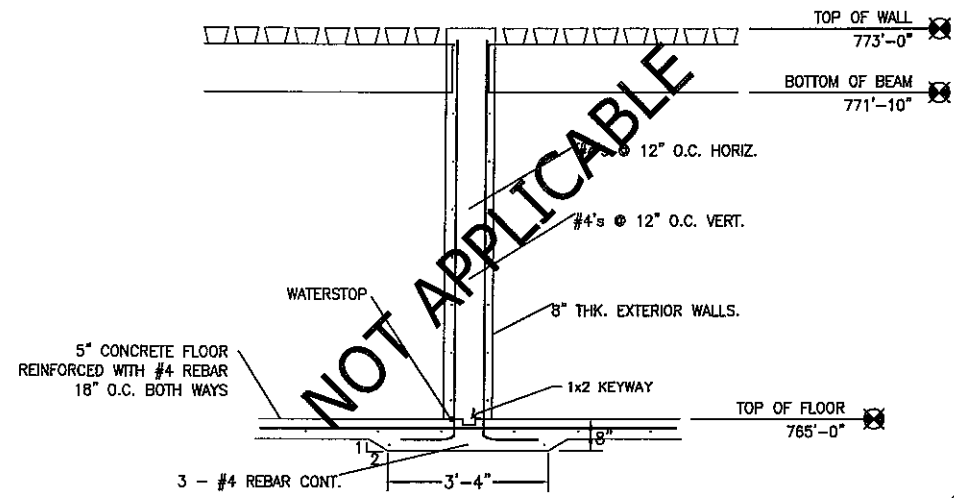 TOP OF WALL
773'-0"
BOTTOM OF BEAM
771'-10"
@ 12" O.C. HORIZ.
#4's @ 12" O.C. VERT.
NOT APPLICABLE
WATERSTOP
8" THK. EXTERIOR WALLS.
5" CONCRETE FLOOR
REINFORCED WITH #4 REBAR
18" O.C. BOTH WAYS
1x2 KEYWAY
TOP OF FLOOR
765'-0"
8"
1
2
3 - #4 REBAR CONT.
3'-4"